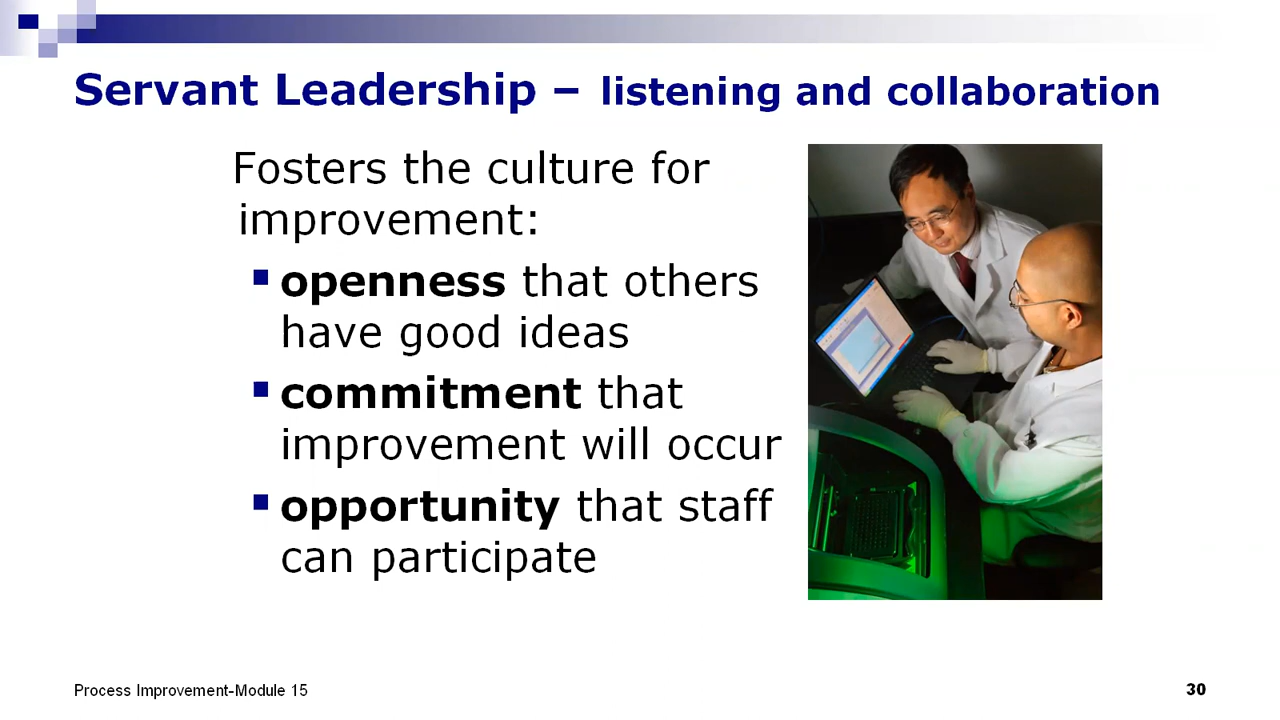 Servant Leadership – listening and collaboration
Fosters the culture for
improvement:
openness that others
have good ideas
commitment that
improvement will occur
opportunity that staff
can participate
Process Improvement-Module 15
30